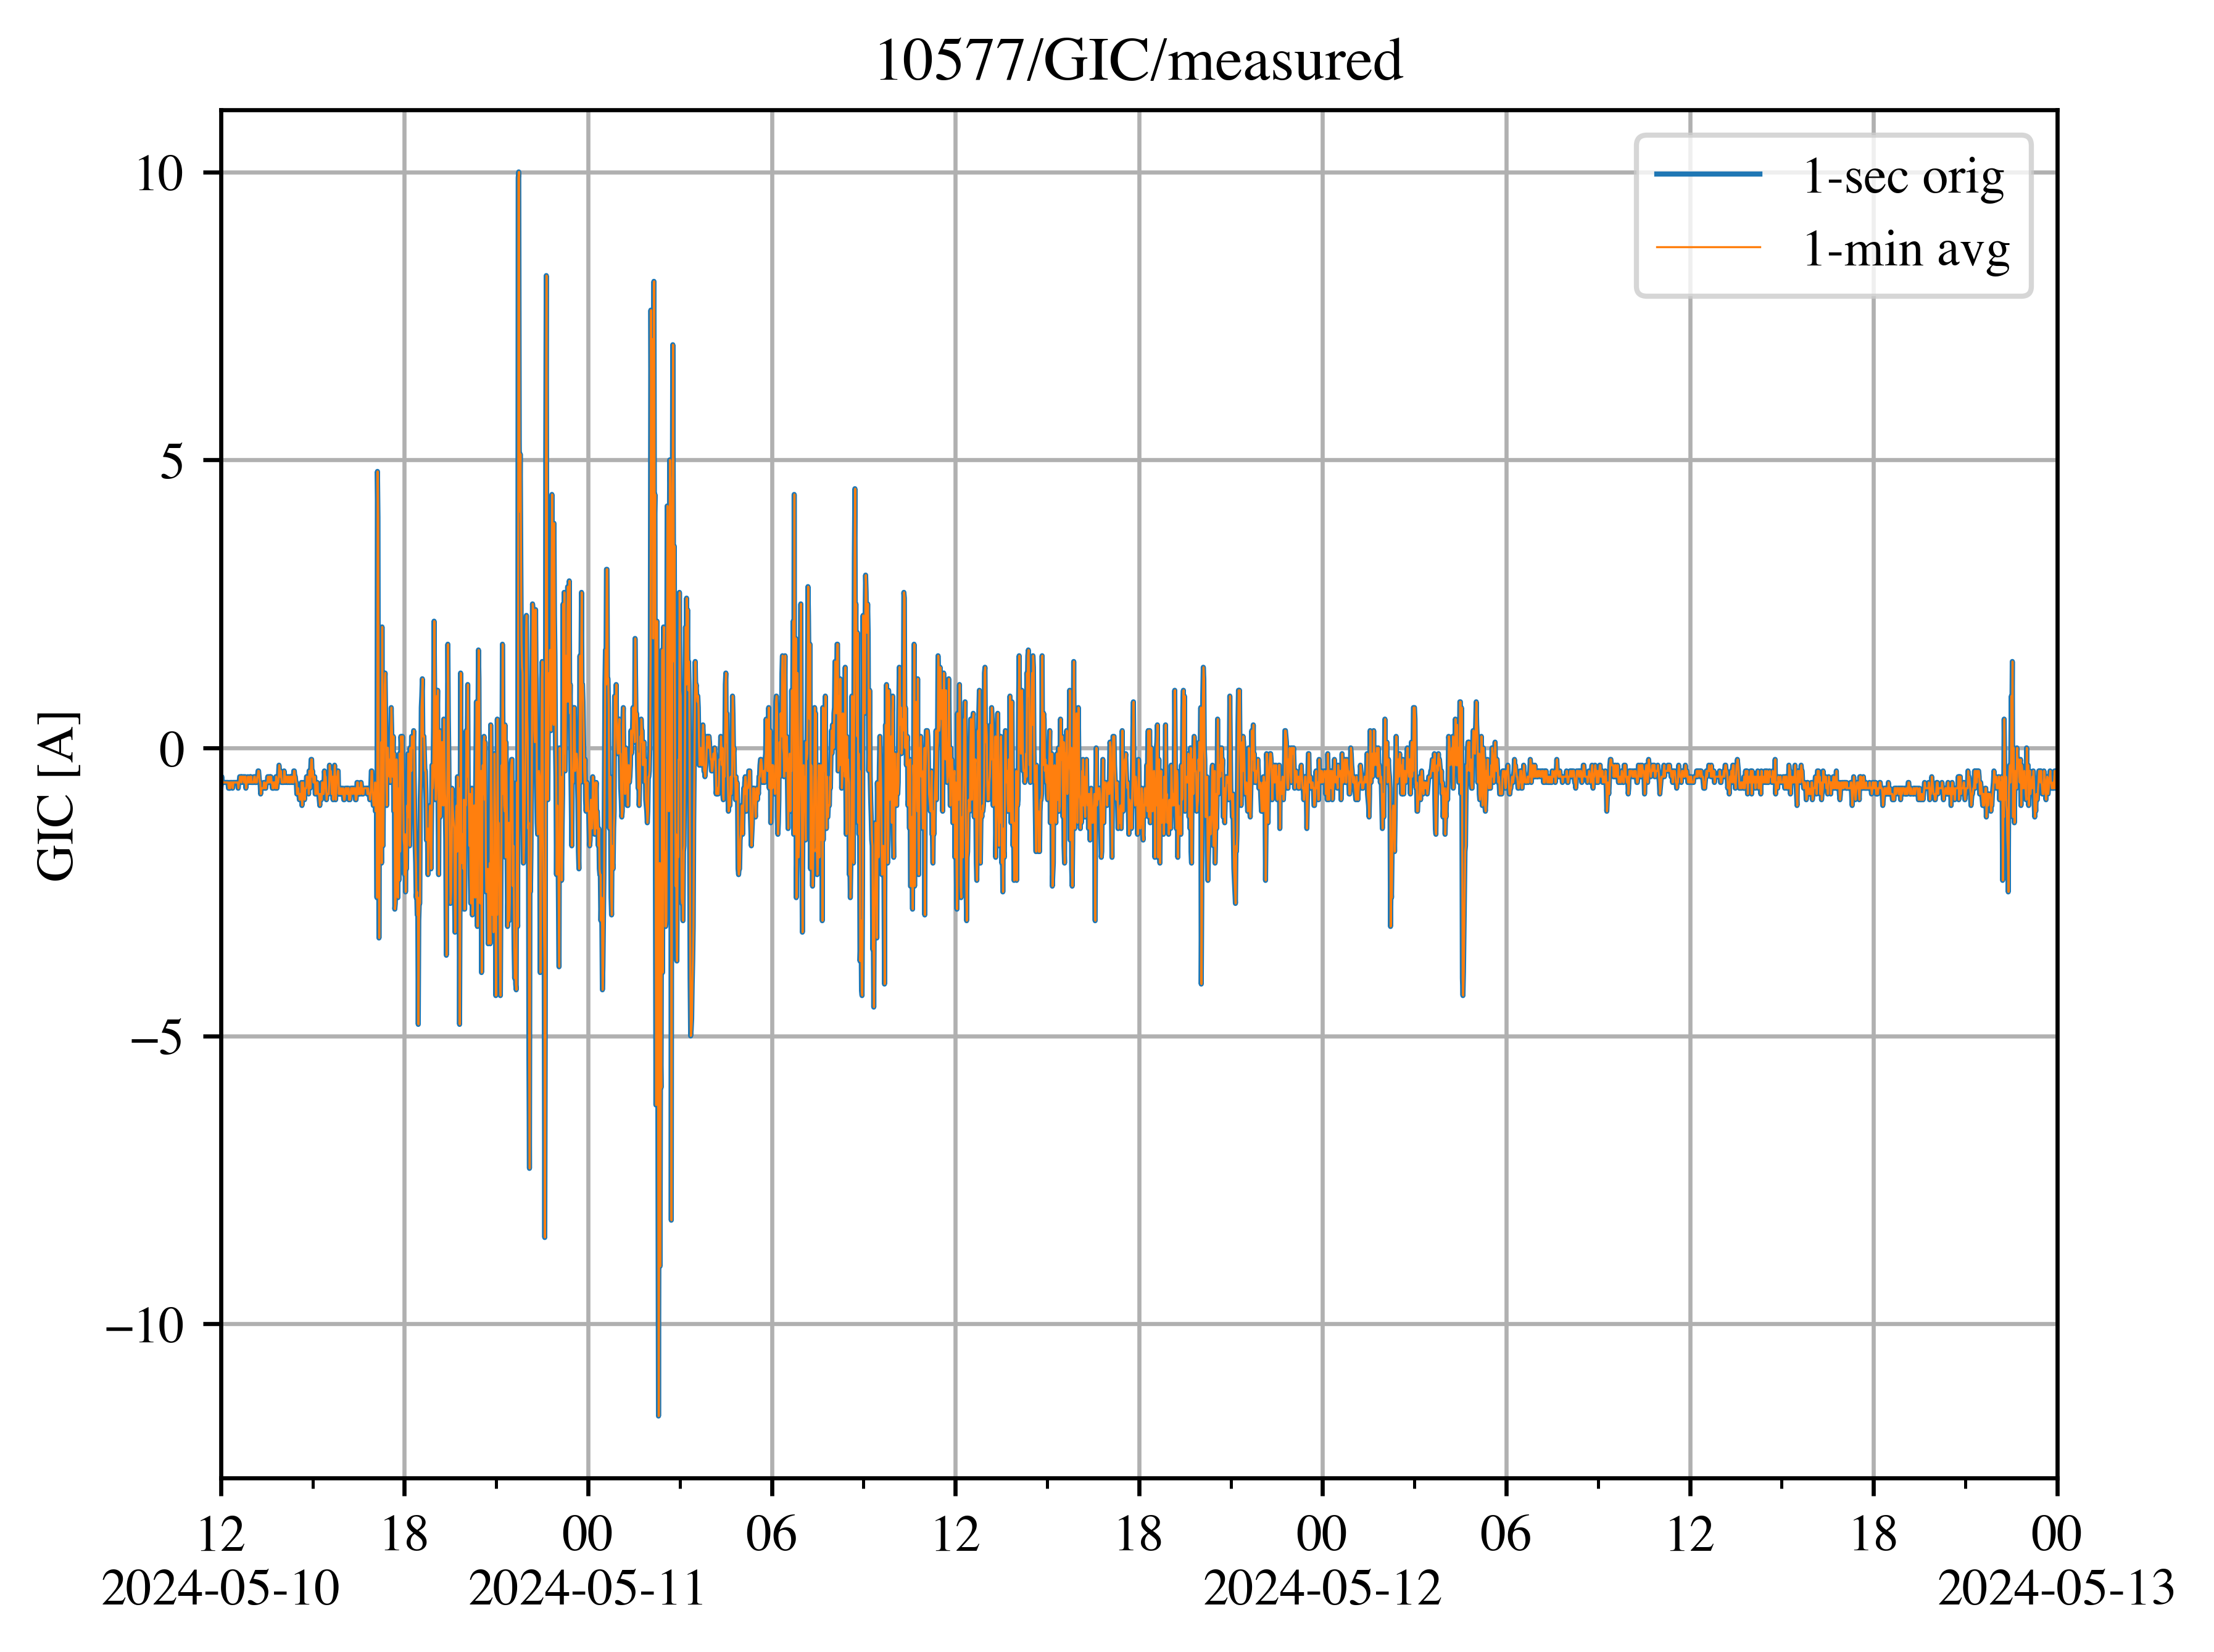 10577/GIC/measured
1-sec orig
1-min avg
GIC [A]
10
5
0
−5
−10
12 18 00 06 12 18 00 06 12 18 00
2024-05-10 2024-05-11 2024-05-12 2024-05-13